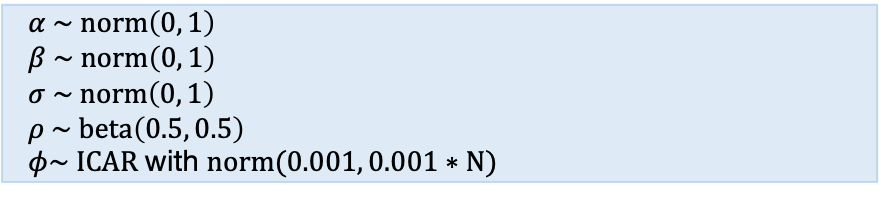 α ~ norm(0, 1)
β ~ norm(0, 1)
σ ~ norm(0, 1)
ρ ~ beta(0.5, 0.5)
ϕ~ ICAR with norm(0.001, 0.001 * N)